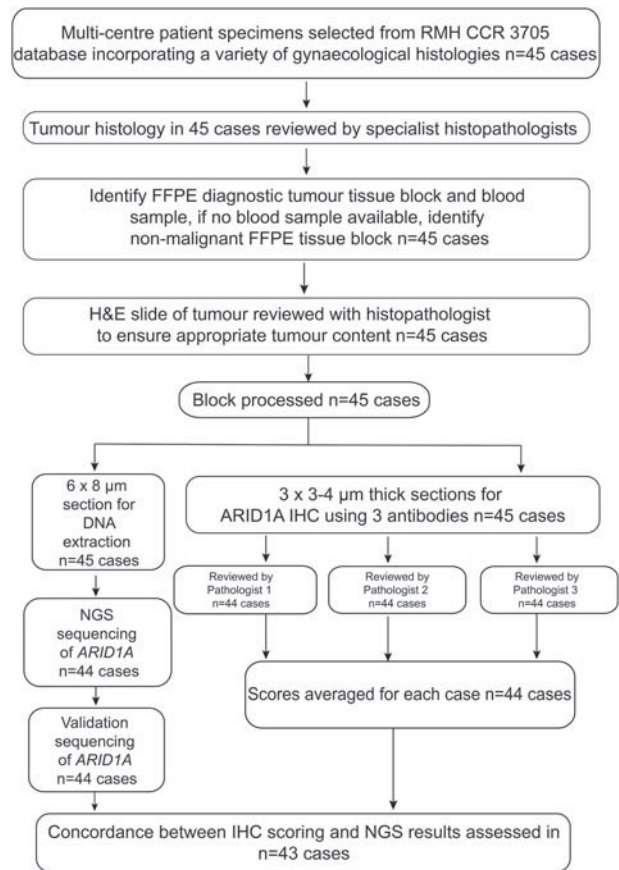 Multi-centre patient specimens selected from RMH CCR 3705
database incorporating a variety of gynaecological histologies n=45 cases
Tumour histology in 45 cases reviewed by specialist histopathologists
Identify FFPE diagnostic tumour tissue block and blood
sample, if no blood sample available, identify
non-malignant FFPE tissue block n=45 cases
H&E slide of tumour reviewed with histopathologist
to ensure appropriate tumour content n=45 cases
Block processed n=45 cases
6 x 8 µm
section for
DNA
extraction
n=45 cases
3 x 3-4 µm thick sections for
ARID1A IHC using 3 antibodies n=45 cases
Reviewed by
Pathologist 1
n=44 cases
Reviewed by
Pathologist 2
n=44 cases
Reviewed by
Pathologist 3
n=44 cases
NGS
sequencing
of ARID1A
n=44 cases
Scores averaged for each case n=44 cases
Validation
sequencing
of ARID1A
n=44 cases
Concordance between IHC scoring and NGS results assessed in
n=43 cases